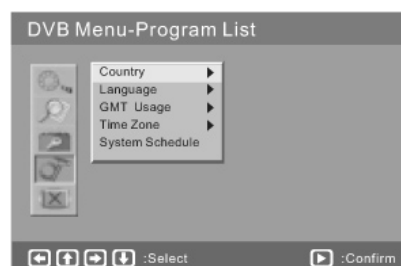 DVB Menu-Program List
Country
Language
GMT Usage
Time Zone
System Schedule
:Select :Confirm